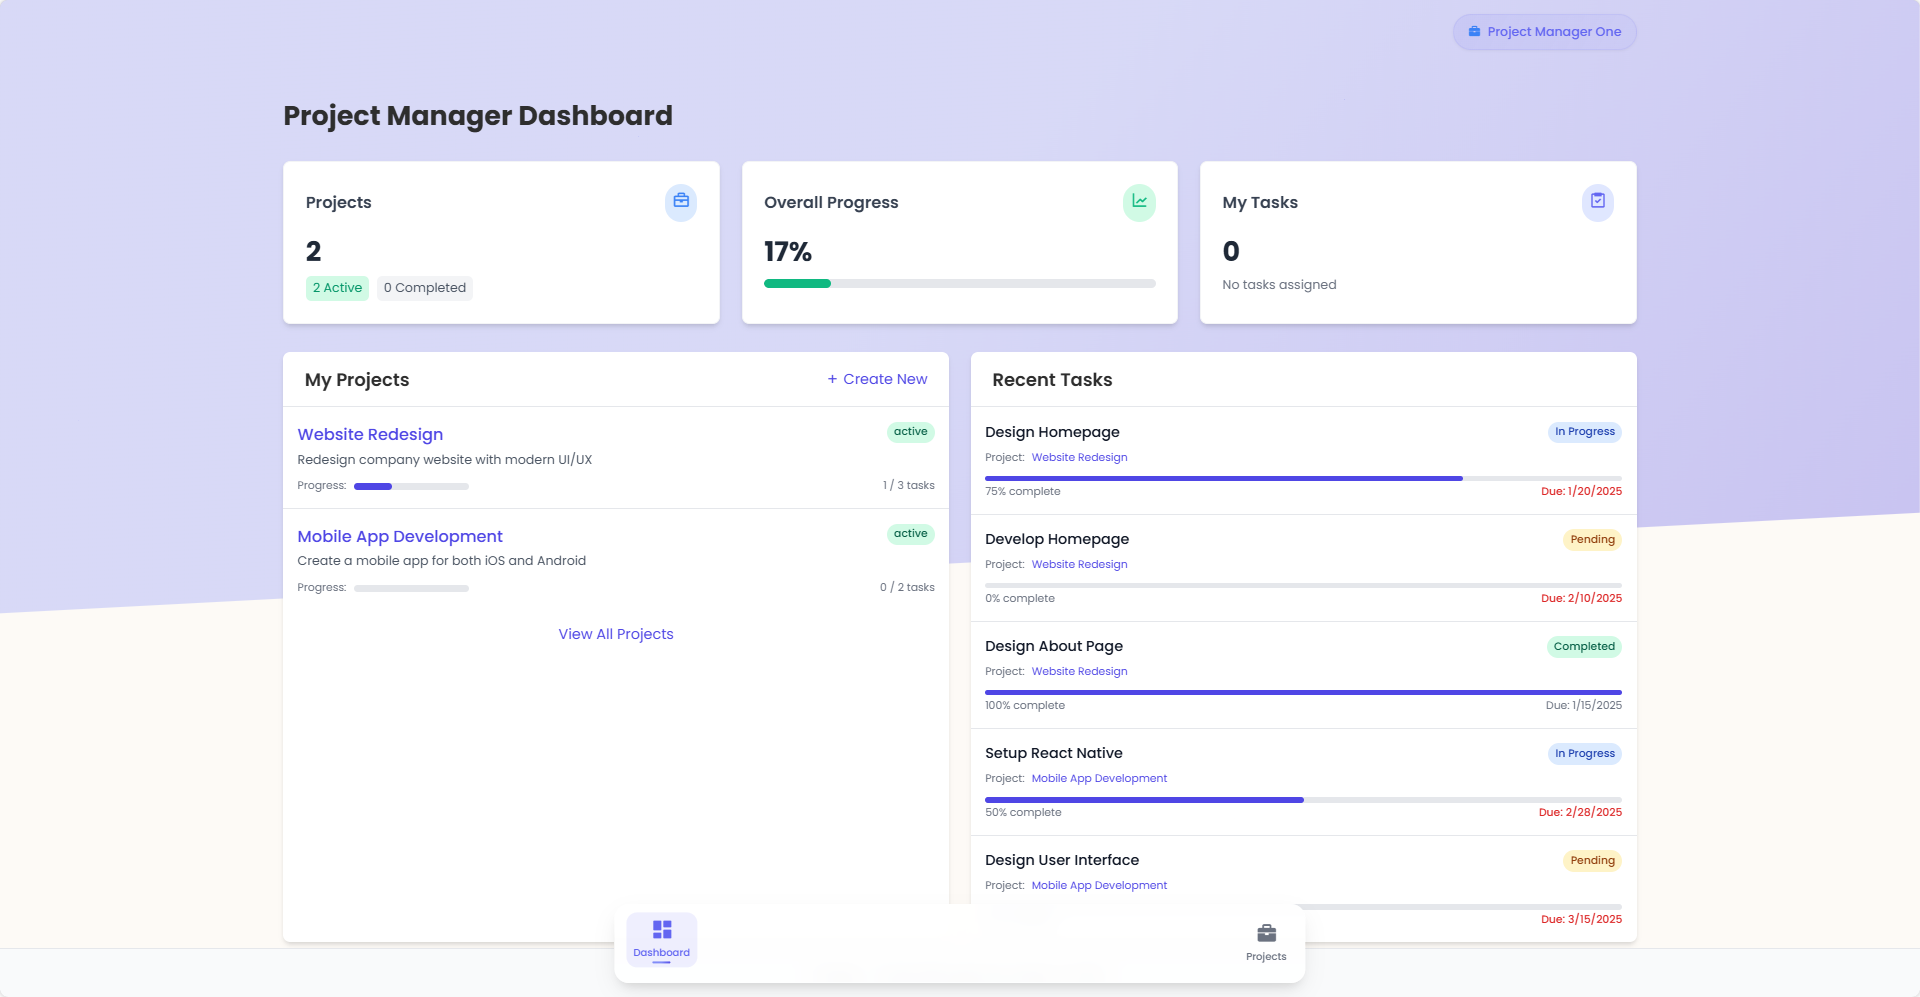 Project Manager One
Project Manager Dashboard
Projects
2
2 Active
0 Completed
Overall Progress
17%
My Tasks
0
No tasks assigned
My Projects
+ Create New
Website Redesign
active
Redesign company website with modern UI/UX
Progress:
1 / 3 tasks
Mobile App Development
active
Create a mobile app for both iOS and Android
Progress:
0 / 2 tasks
View All Projects
Recent Tasks
Design Homepage
In Progress
Project: Website Redesign
75% complete
Due: 1/20/2025
Develop Homepage
Pending
Project: Website Redesign
0% complete
Due: 2/10/2025
Design About Page
Completed
Project: Website Redesign
100% complete
Due: 1/15/2025
Setup React Native
In Progress
Project: Mobile App Development
50% complete
Due: 2/28/2025
Design User Interface
Pending
Project: Mobile App Development
Due: 3/15/2025
Dashboard
Projects